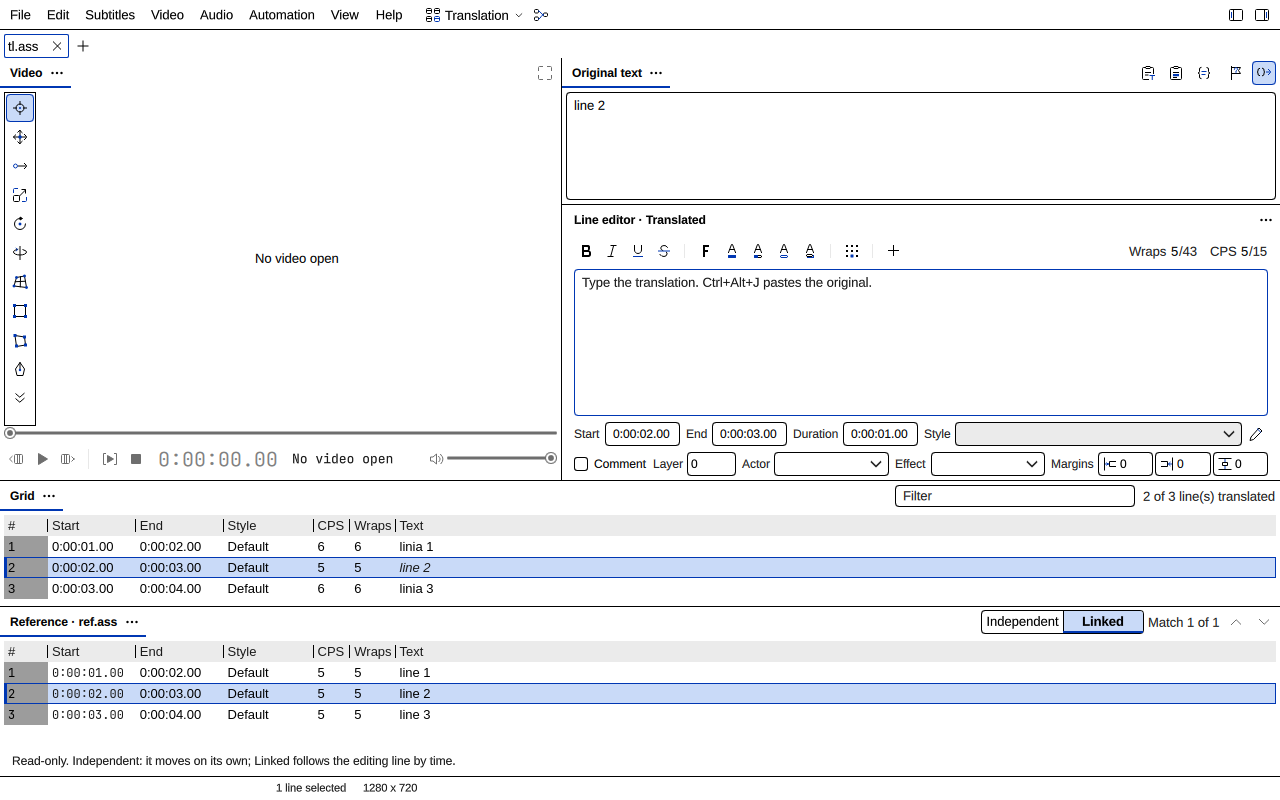 File Edit Subtitles Video Audio Automation View Help Translation
tl.ass
Video
No video open
0:00:00.00 No video open
Original text
line 2
Line editor · Translated
B I U S F A A A A Wraps 5/43 CPS 5/15
Type the translation. Ctrl+Alt+J pastes the original.
Start 0:00:02.00 End 0:00:03.00 Duration 0:00:01.00 Style
Comment Layer 0 Actor Effect Margins 0 0 0
Grid Filter 2 of 3 line(s) translated
# Start End Style CPS Wraps Text
1 0:00:01.00 0:00:02.00 Default 6 6 linia 1
2 0:00:02.00 0:00:03.00 Default 5 5 line 2
3 0:00:03.00 0:00:04.00 Default 6 6 linia 3
Reference · ref.ass Independent Linked Match 1 of 1
# Start End Style CPS Wraps Text
1 0:00:01.00 0:00:02.00 Default 5 5 line 1
2 0:00:02.00 0:00:03.00 Default 5 5 line 2
3 0:00:03.00 0:00:04.00 Default 5 5 line 3
Read-only. Independent: it moves on its own; Linked follows the editing line by time.
1 line selected 1280 x 720